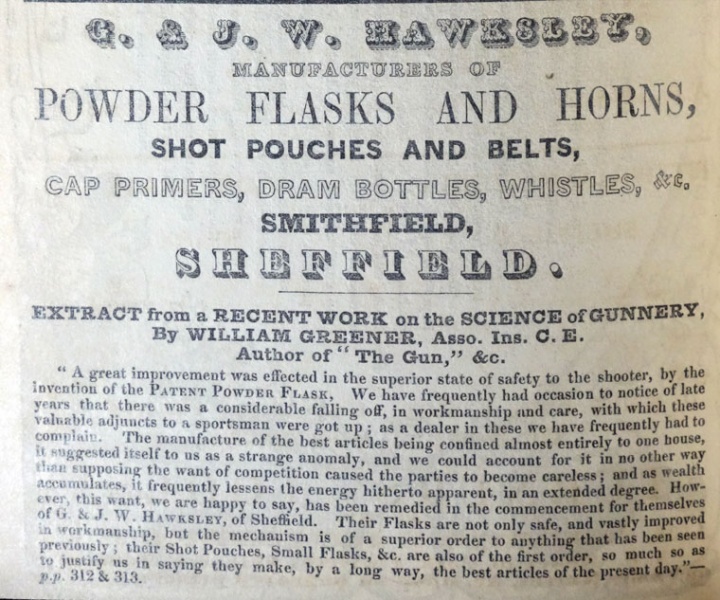 G. & J. W. HAWKSLEY,
MANUFACTURERS OF
POWDER FLASKS AND HORNS,
SHOT POUCHES AND BELTS,
CAP PRIMERS, DRAM BOTTLES, WHISTLES, &c.
SMITHFIELD,
SHEFFIELD.
EXTRACT from a RECENT WORK on the SCIENCE of GUNNERY,
By WILLIAM GREENER, Asso. Ins. C. E.
Author of "The Gun," &c.
"A great improvement was effected in the superior state of safety to the shooter, by the
invention of the PATENT POWDER FLASK, We have frequently had occasion to notice of late
years that there was a considerable falling off, in workmanship and care, with which these
valuable adjuncts to a sportsman were got up; as a dealer in these we have frequently had to
complain. The manufacture of the best articles being confined almost entirely to one house,
it suggested itself to us as a strange anomaly, and we could account for it in no other way
than supposing the want of competition caused the parties to become careless; and as wealth
accumulates, it frequently lessens the energy hitherto apparent, in an extended degree. How-
ever, this want, we are happy to say, has been remedied in the commencement for themselves
of G. & J. W. HAWKSLEY, of Sheffield. Their Flasks are not only safe, and vastly improved
in workmanship, but the mechanism is of a superior order to anything that has been seen
previously; their Shot Pouches, Small Flasks, &c. are also of the first order, so much so as
to justify us in saying they make, by a long way, the best articles of the present day."—
p.p. 312 & 313.